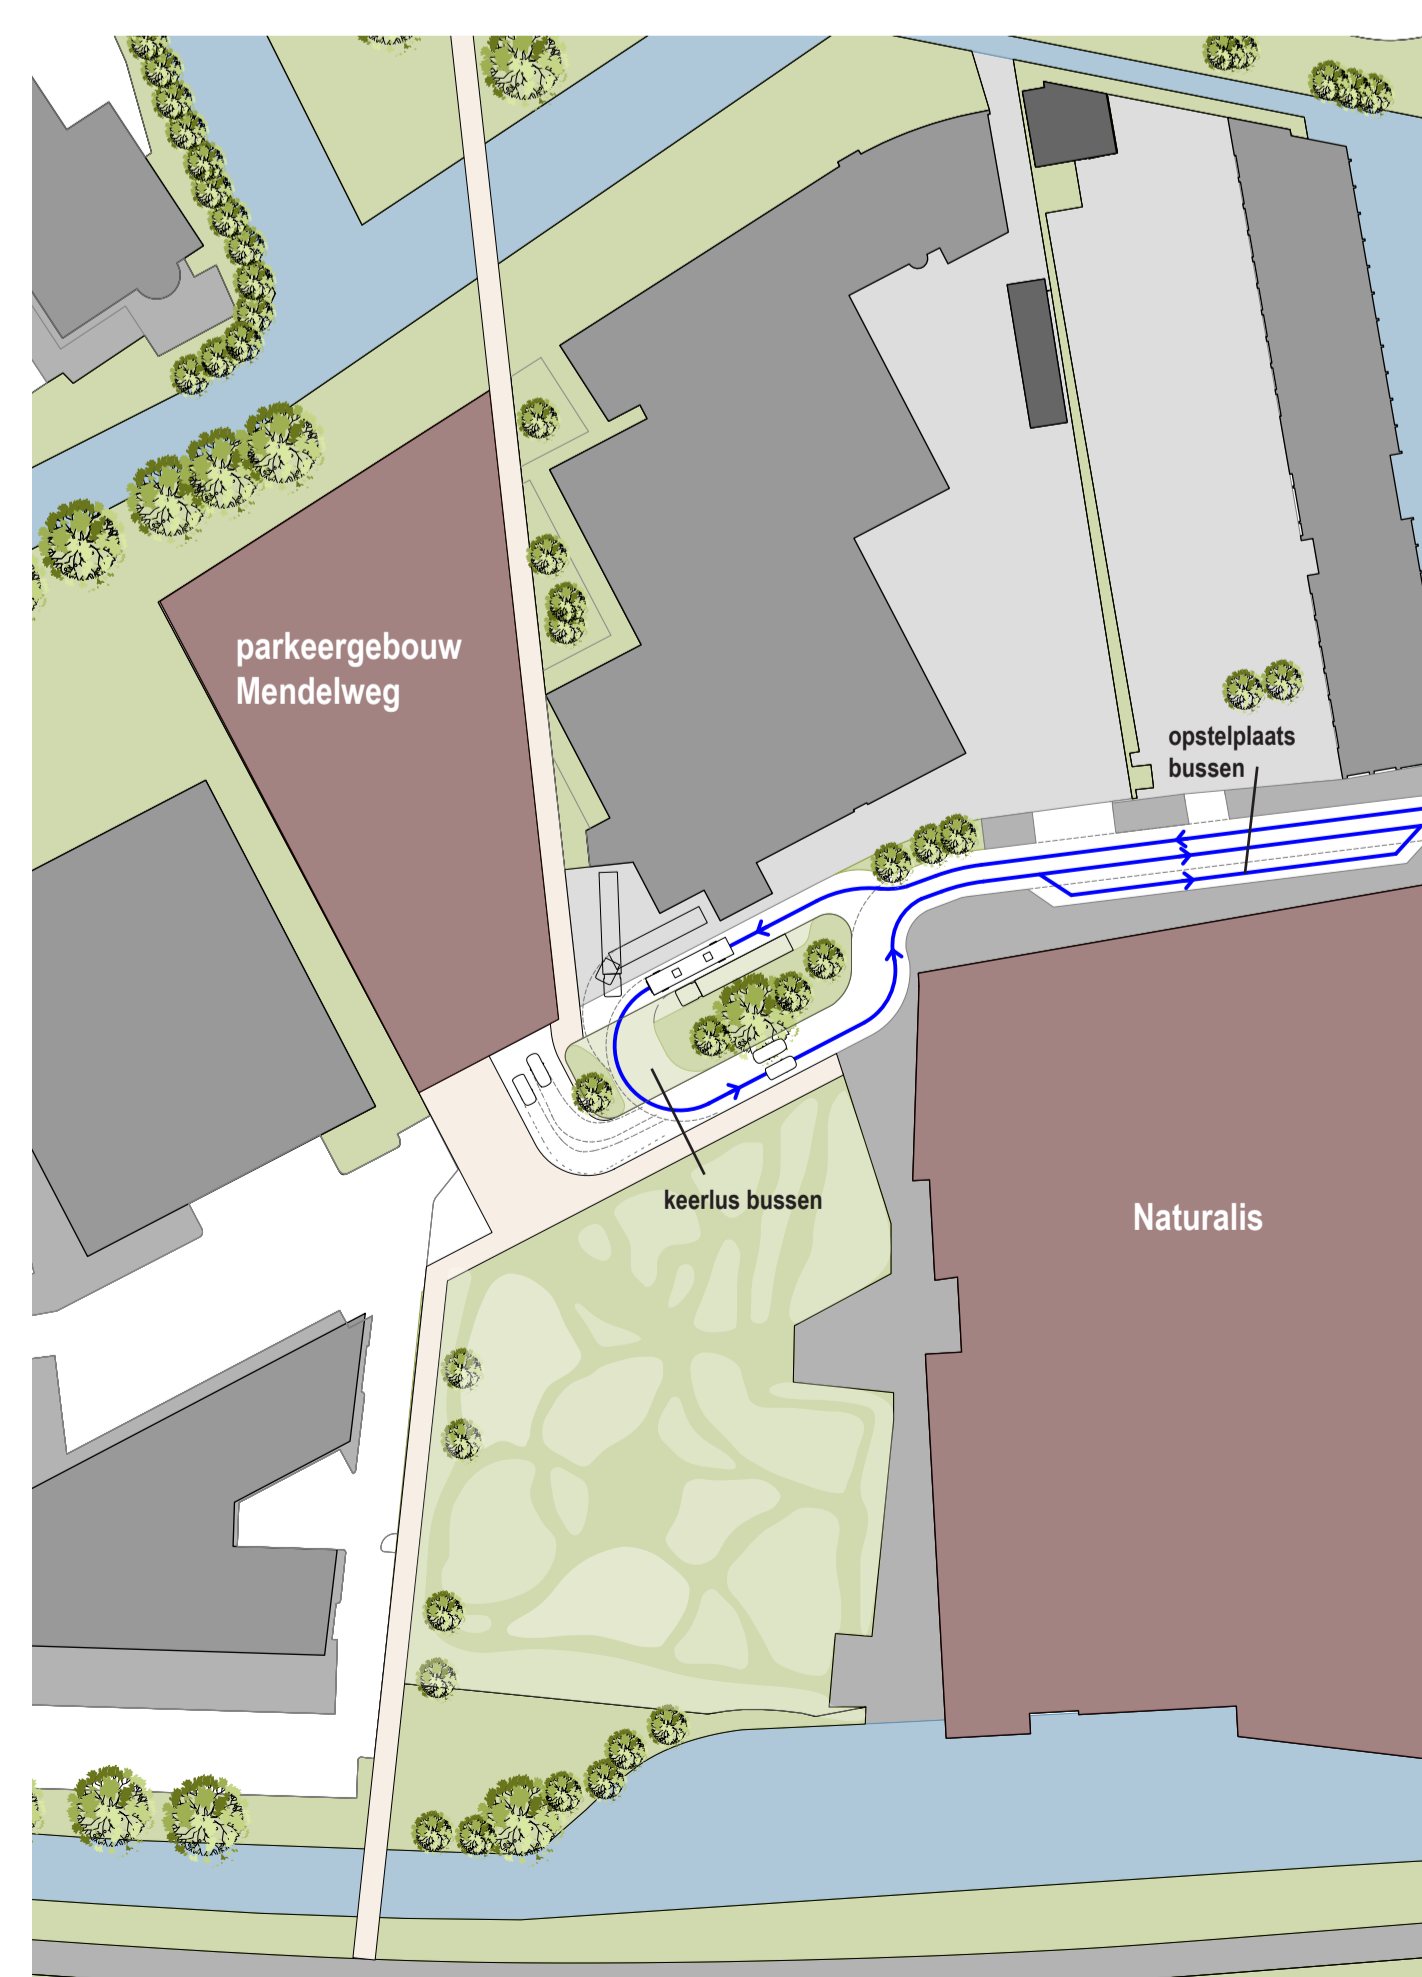 parkeergebouw
Mendelweg
opstelplaats
bussen
keerlus bussen
Naturalis